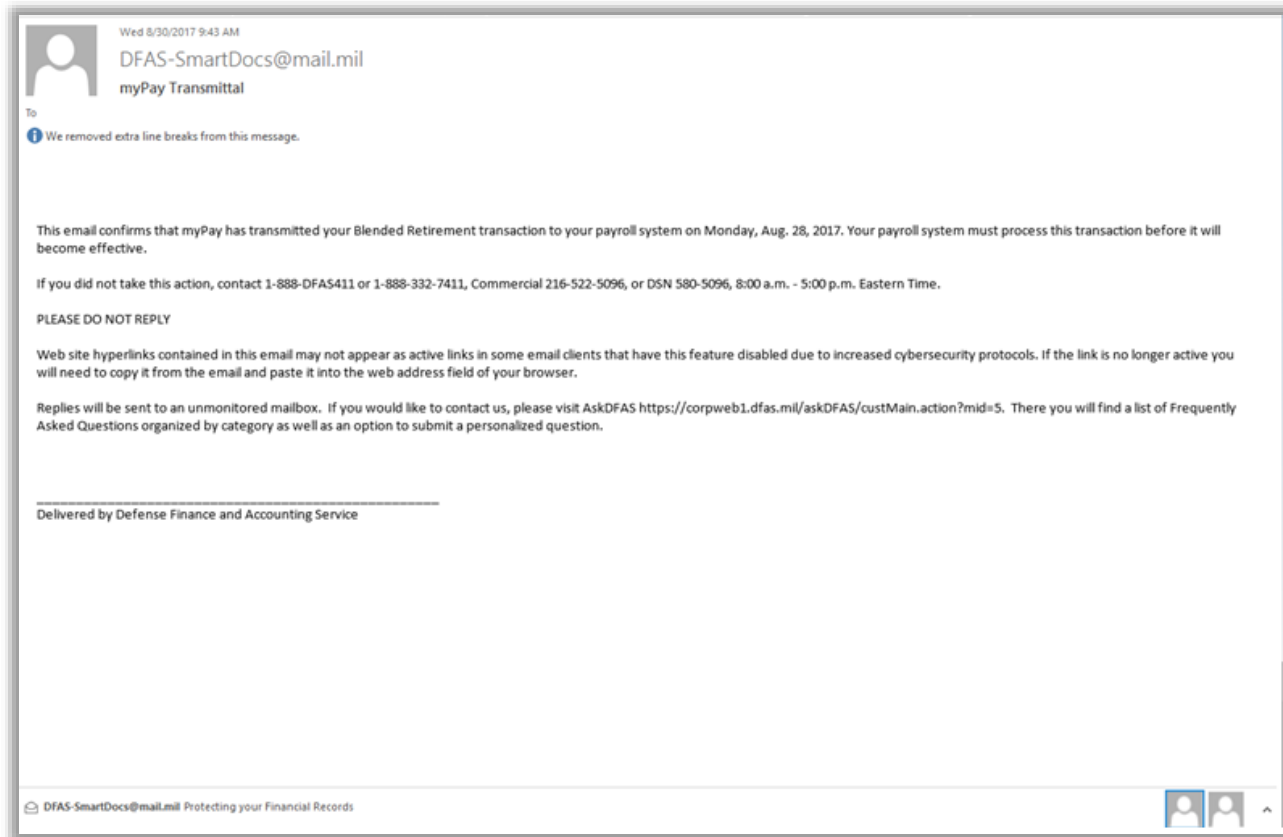 Wed 8/30/2017 9:43 AM
DFAS-SmartDocs@mail.mil
myPay Transmittal
To
We removed extra line breaks from this message.
This email confirms that myPay has transmitted your Blended Retirement transaction to your payroll system on Monday, Aug. 28, 2017. Your payroll system must process this transaction before it will
become effective.
If you did not take this action, contact 1-888-DFAS411 or 1-888-332-7411, Commercial 216-522-5096, or DSN 580-5096, 8:00 a.m. - 5:00 p.m. Eastern Time.
PLEASE DO NOT REPLY
Web site hyperlinks contained in this email may not appear as active links in some email clients that have this feature disabled due to increased cybersecurity protocols. If the link is no longer active you
will need to copy it from the email and paste it into the web address field of your browser.
Replies will be sent to an unmonitored mailbox.  If you would like to contact us, please visit AskDFAS https://corpweb1.dfas.mil/askDFAS/custMain.action?mid=5.  There you will find a list of Frequently
Asked Questions organized by category as well as an option to submit a personalized question.
Delivered by Defense Finance and Accounting Service
DFAS-SmartDocs@mail.mil Protecting your Financial Records